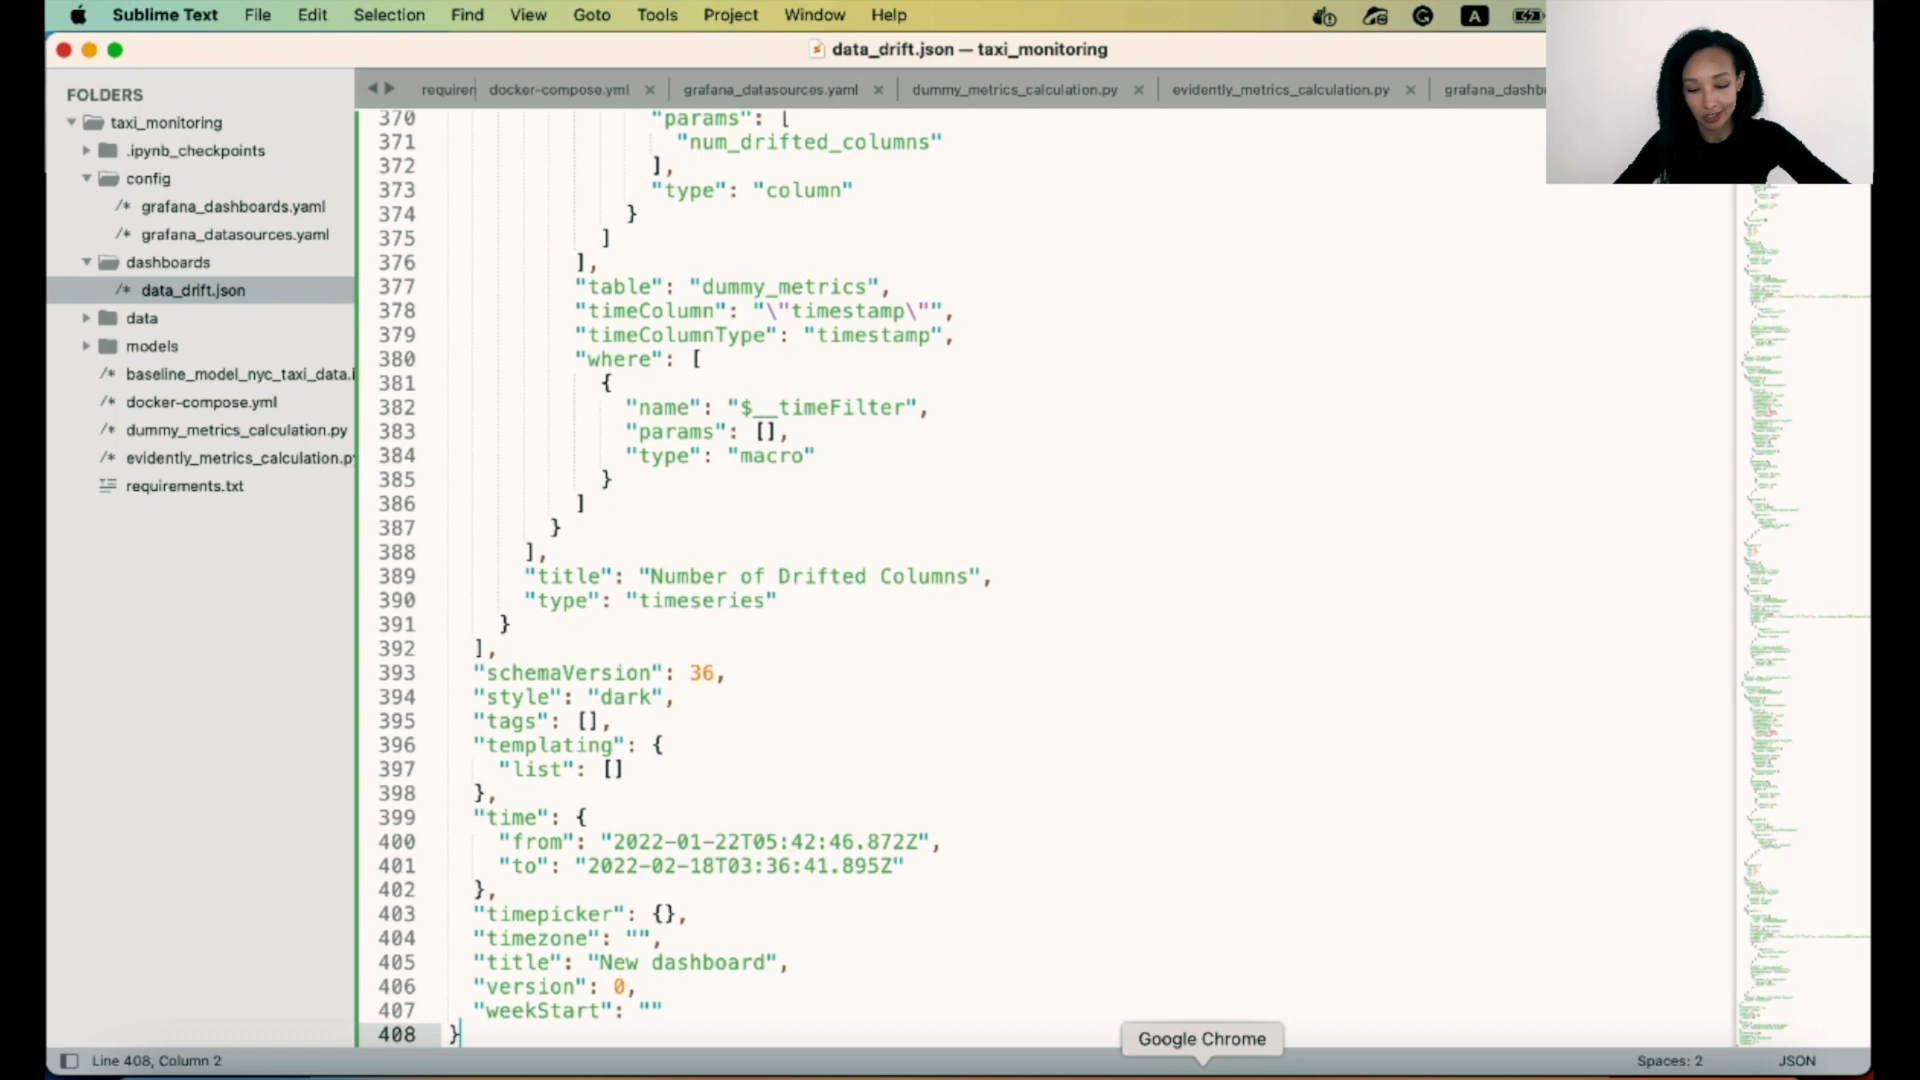 Sublime Text File Edit Selection Find View Goto Tools Project Window Help A
data_drift.json — taxi_monitoring
FOLDERS
taxi_monitoring
.ipynb_checkpoints
config
/* grafana_dashboards.yaml
/* grafana_datasources.yaml
dashboards
/* data_drift.json
data
models
/* baseline_model_nyc_taxi_data.i
/* docker-compose.yml
/* dummy_metrics_calculation.py
/* evidently_metrics_calculation.py
requirements.txt
requiren docker-compose.yml grafana_datasources.yaml dummy_metrics_calculation.py evidently_metrics_calculation.py grafana_dashb
370 "params": [
371 "num_drifted_columns"
372 ],
373 "type": "column"
374 }
375 ]
376 ],
377 "table": "dummy_metrics",
378 "timeColumn": "\"timestamp\"",
379 "timeColumnType": "timestamp",
380 "where": [
381 {
382 "name": "$__timeFilter",
383 "params": [],
384 "type": "macro"
385 }
386 ]
387 }
388 ],
389 "title": "Number of Drifted Columns",
390 "type": "timeseries"
391 }
392 ],
393 "schemaVersion": 36,
394 "style": "dark",
395 "tags": [],
396 "templating": {
397 "list": []
398 },
399 "time": {
400 "from": "2022-01-22T05:42:46.872Z",
401 "to": "2022-02-18T03:36:41.895Z"
402 },
403 "timepicker": {},
404 "timezone": "",
405 "title": "New dashboard",
406 "version": 0,
407 "weekStart": ""
408 }
Google Chrome
Line 408, Column 2 Spaces: 2 JSON